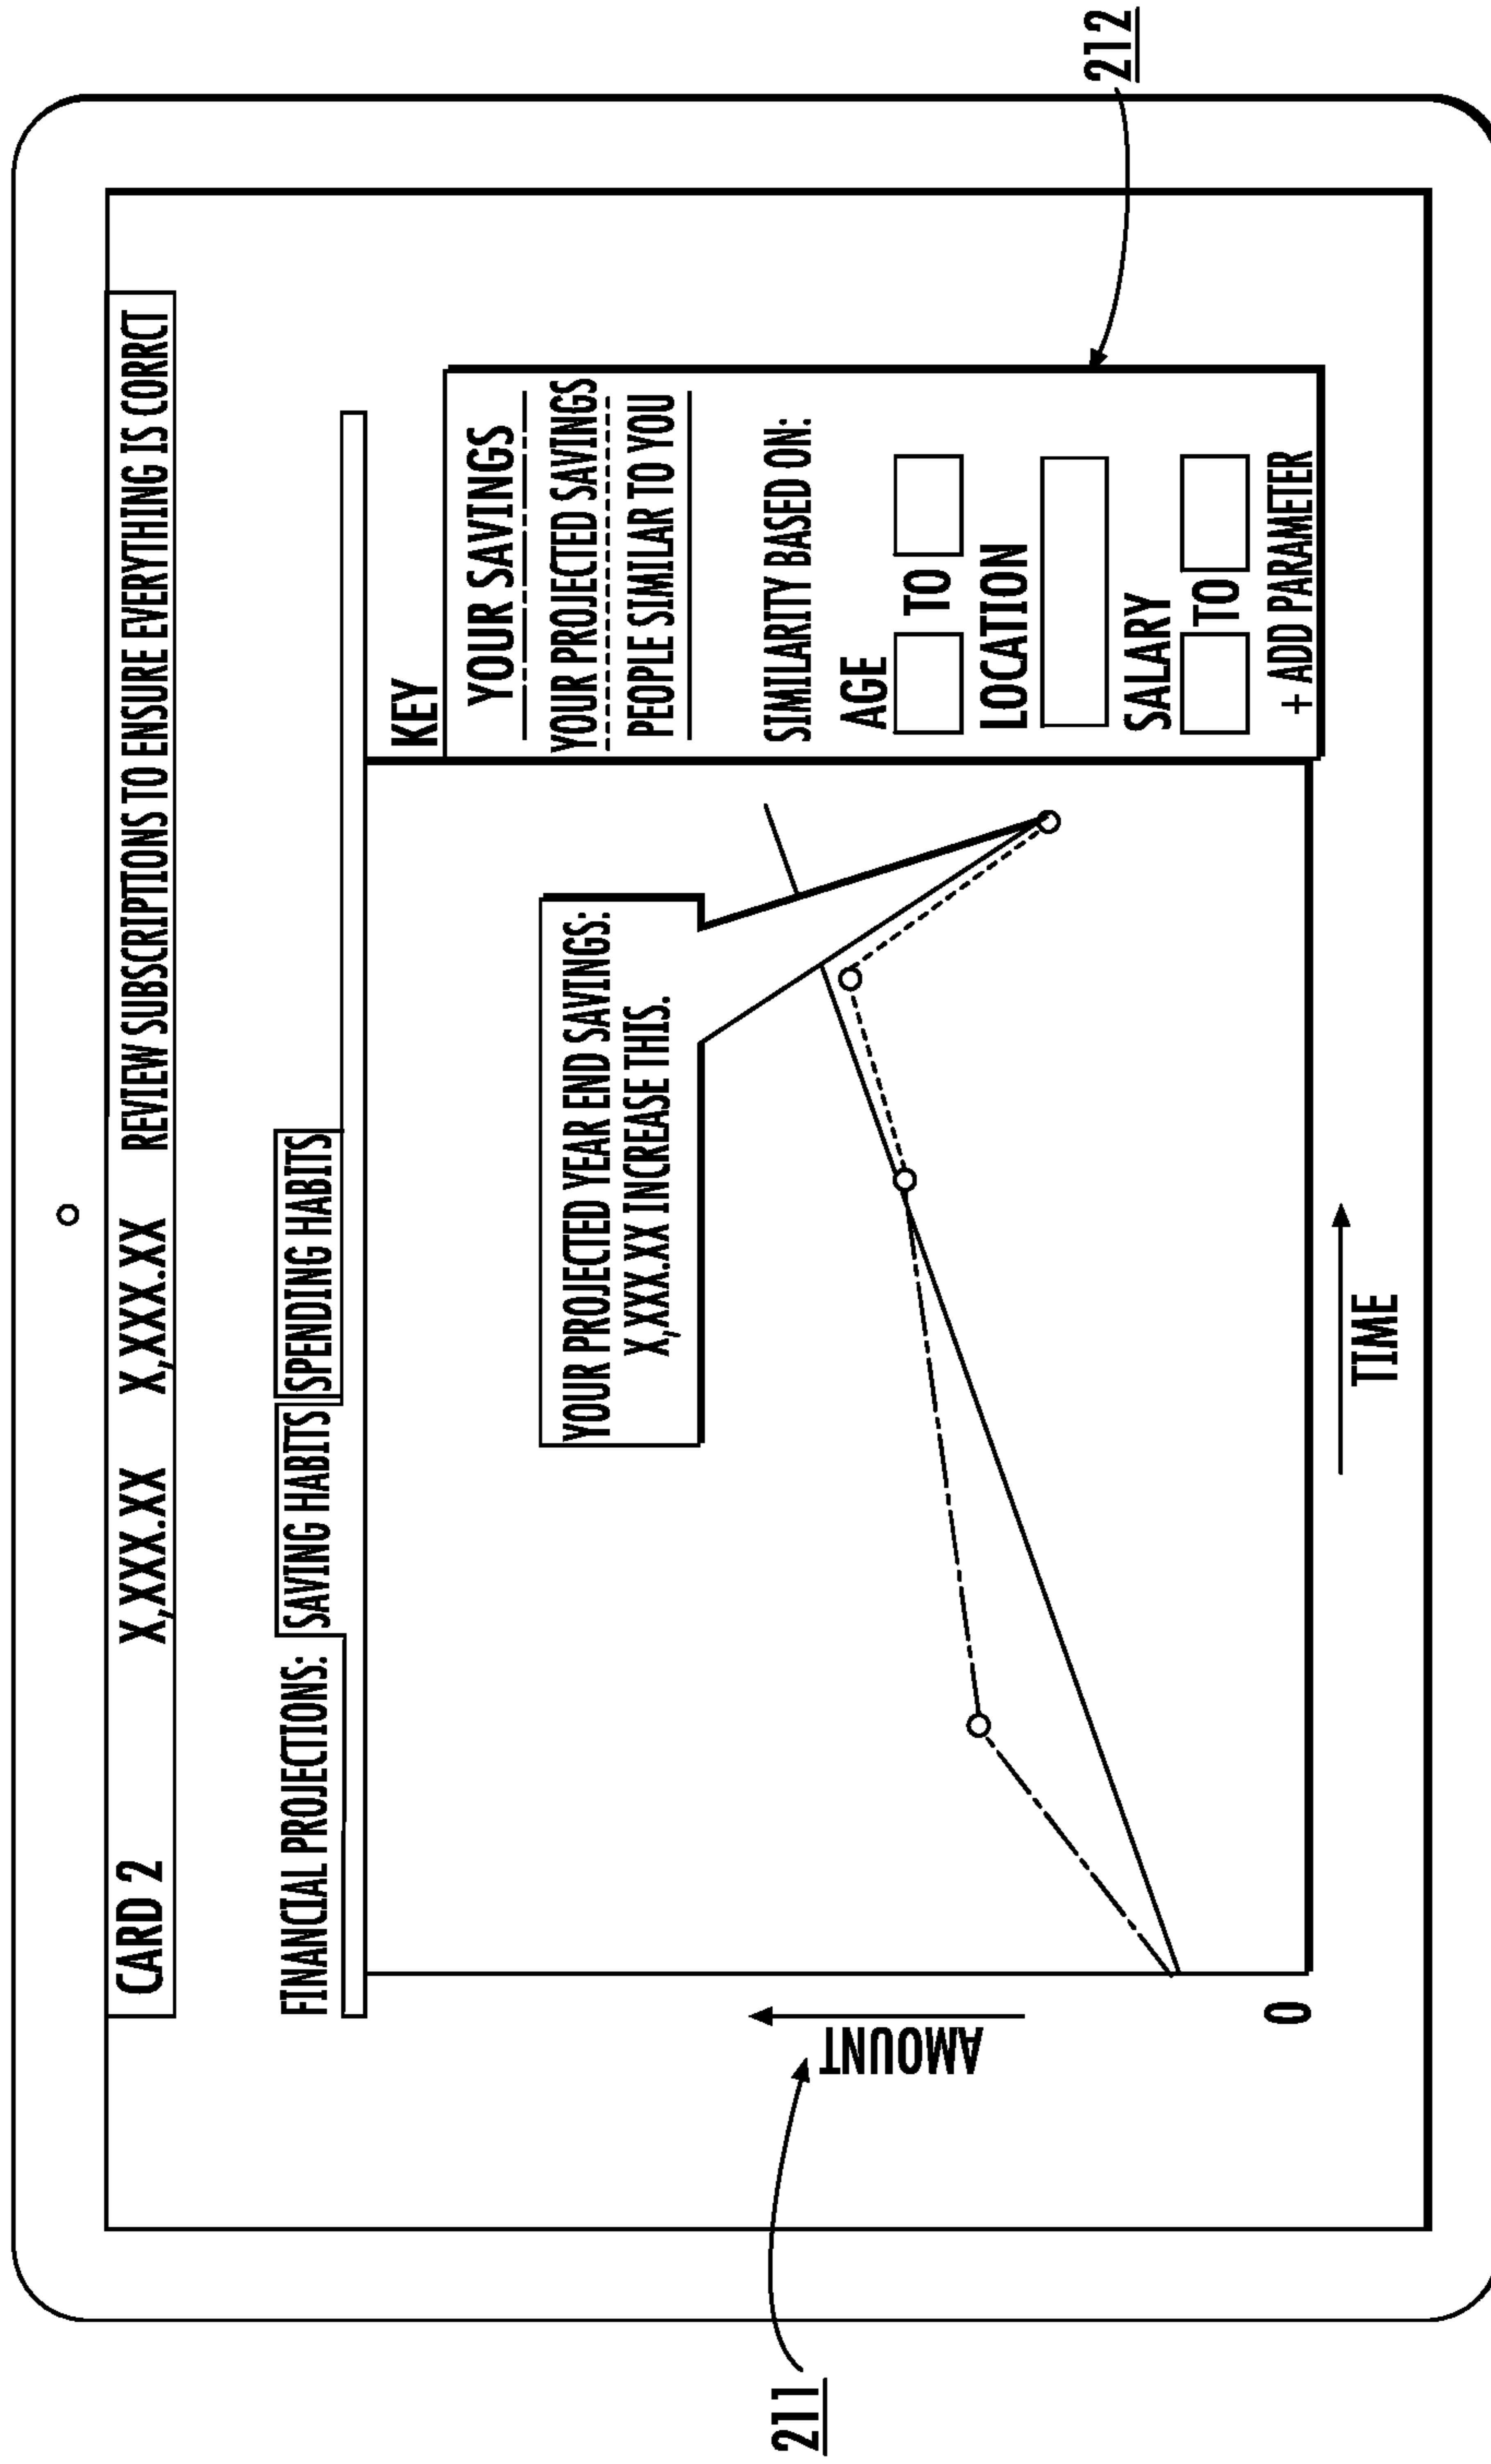 CARD 2 X,XXX.XX X,XXX.XX REVIEW SUBSCRIPTIONS TO ENSURE EVERYTHING IS CORRCT
FINANCIAL PROJECTIONS: SAVING HABITS SPENDING HABITS
KEY
YOUR SAVINGS
YOUR PROJECTED SAVINGS
PEOPLE SIMILAR TO YOU
SIMILARITY BASED ON:
AGE
TO
LOCATION
SALARY
TO
+ ADD PARAMETER
YOUR PROJECTED YEAR END SAVINGS:
X,XXX.XX INCREASE THIS.
AMOUNT
0
TIME
211
212